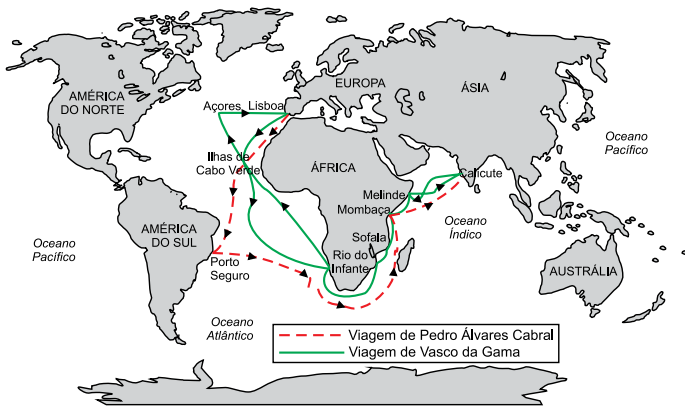 EUROPA
ÁSIA
AMÉRICA
DO NORTE
Açores
Lisboa
Oceano
Pacífico
Ilhas de
Cabo Verde
ÁFRICA
Calicute
Melinde
Mombaça
AMÉRICA
DO SUL
Oceano
Índico
Sofala
Oceano
Pacífico
Rio do
Infante
Porto
Seguro
AUSTRÁLIA
Oceano
Atlântico
Viagem de Pedro Álvares Cabral
Viagem de Vasco da Gama